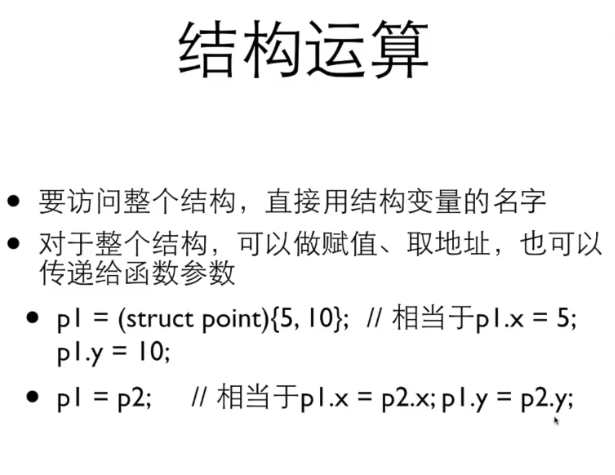 结构运算
• 要访问整个结构，直接用结构变量的名字
• 对于整个结构，可以做赋值、取地址，也可以
传递给函数参数
• p1 = (struct point){5, 10};  // 相当于p1.x = 5;
p1.y = 10;
• p1 = p2;     // 相当于p1.x = p2.x; p1.y = p2.y;